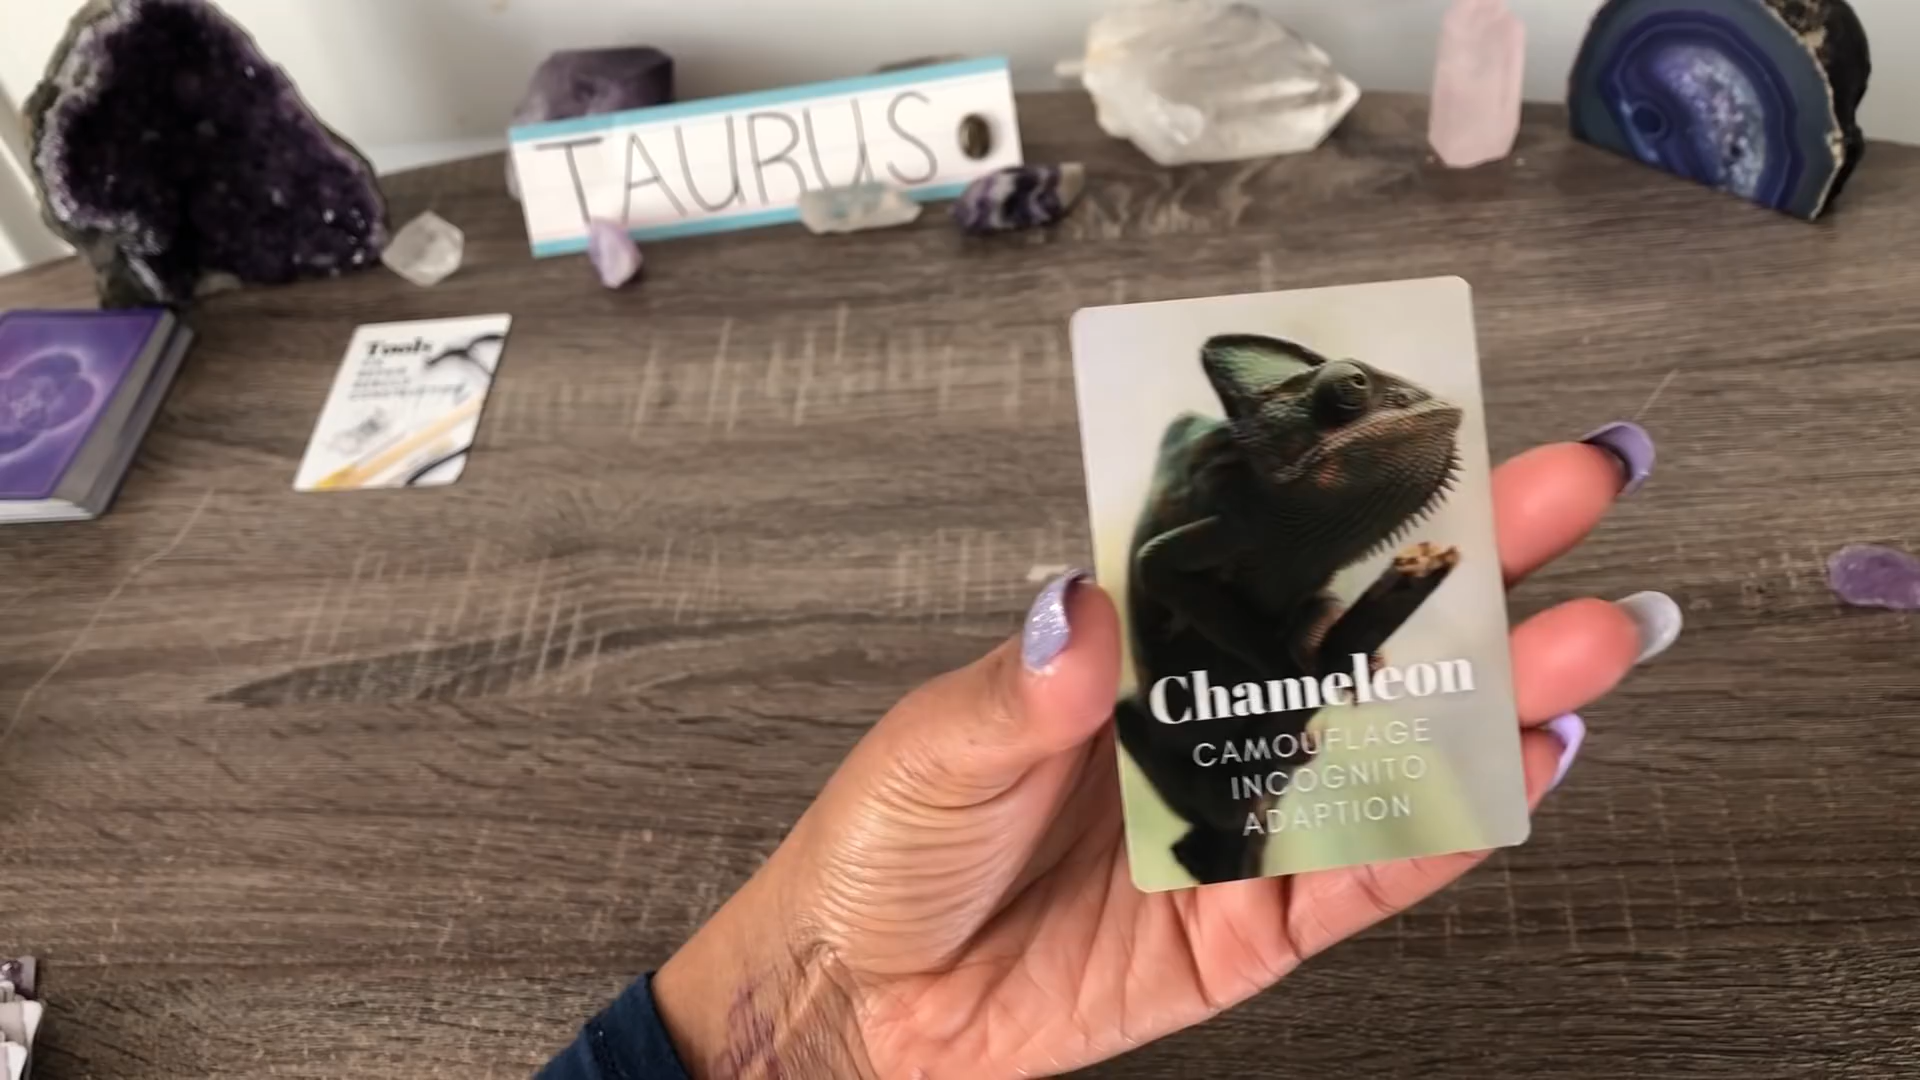 TAURUS
Tools
Chameleon
CAMOUFLAGE
INCOGNITO
ADAPTION